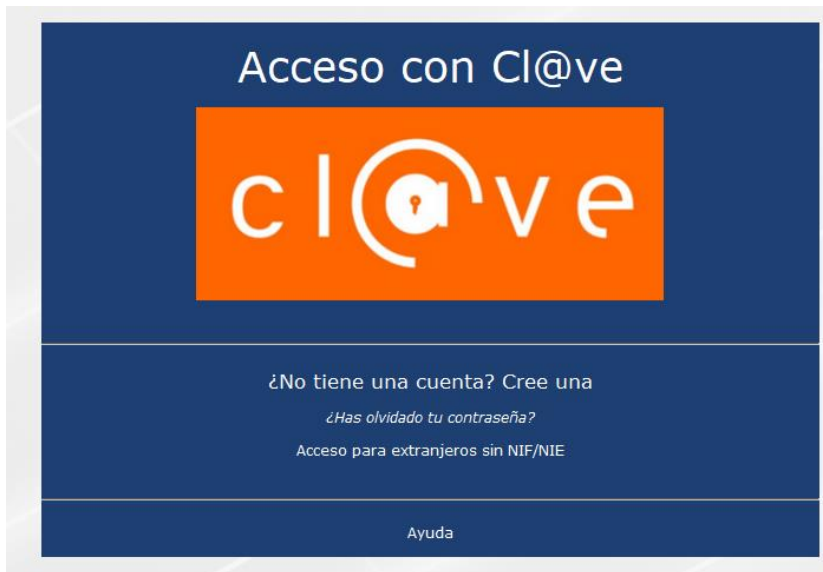 Acceso con Cl@ve
cl@ve
¿No tiene una cuenta? Cree una
¿Has olvidado tu contraseña?
Acceso para extranjeros sin NIF/NIE
Ayuda